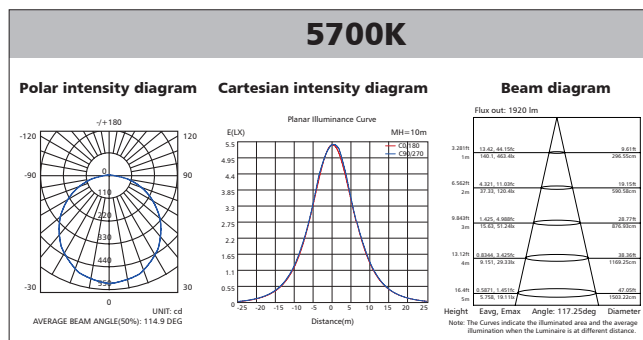 5700K
Polar intensity diagram
-/+180
-120
120
-90
90
0
110
220
330
440
550
-30
30
0
UNIT: cd
AVERAGE BEAM ANGLE(50%): 114.9 DEG
Cartesian intensity diagram
Planar Illuminance Curve
E(LX)
MH=10m
C0/180
C90/270
5.5
4.95
4.4
3.85
3.3
2.75
2.2
1.65
1.1
0.55
0
-25 -20 -15 -10 -5 0 5 10 15 20 25
Distance(m)
Beam diagram
Flux out: 1920 lm
3.281ft 13.42, 44.15fc 9.61ft
1m 140.1, 463.4lx 296.55cm
6.562ft 4.321, 11.03fc 19.15ft
2m 37.33, 120.4lx 590.58cm
9.843ft 1.425, 4.988fc 28.77ft
3m 15.63, 51.24lx 876.93cm
13.12ft 0.8344, 3.425fc 38.36ft
4m 9.151, 29.33lx 1169.25cm
16.4ft 0.5871, 1.451fc 47.05ft
5m 5.758, 19.11lx 1503.22cm
Height Eavg, Emax Angle: 117.25deg Diameter
Note: The Curves indicate the illuminated area and the average
illumination when the Luminaire is at different distance.